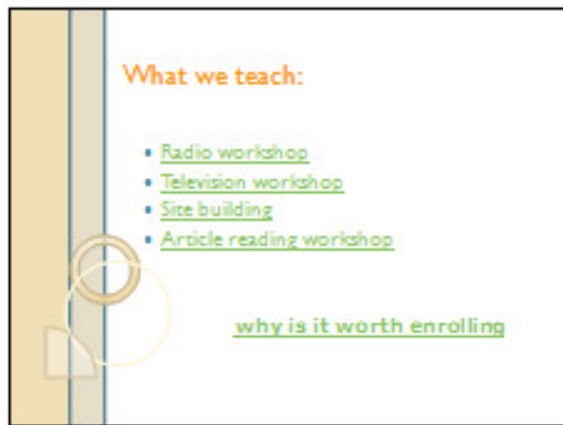 What we teach:
• Radio workshop
• Television workshop
• Site building
• Article reading workshop
why is it worth enrolling